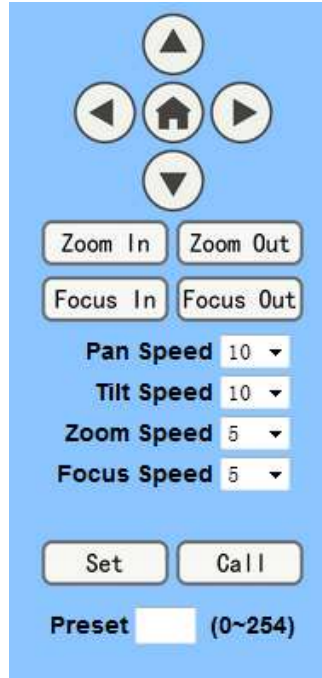 Zoom In Zoom Out
Focus In Focus Out
Pan Speed 10
Tilt Speed 10
Zoom Speed 5
Focus Speed 5
Set Call
Preset (0~254)